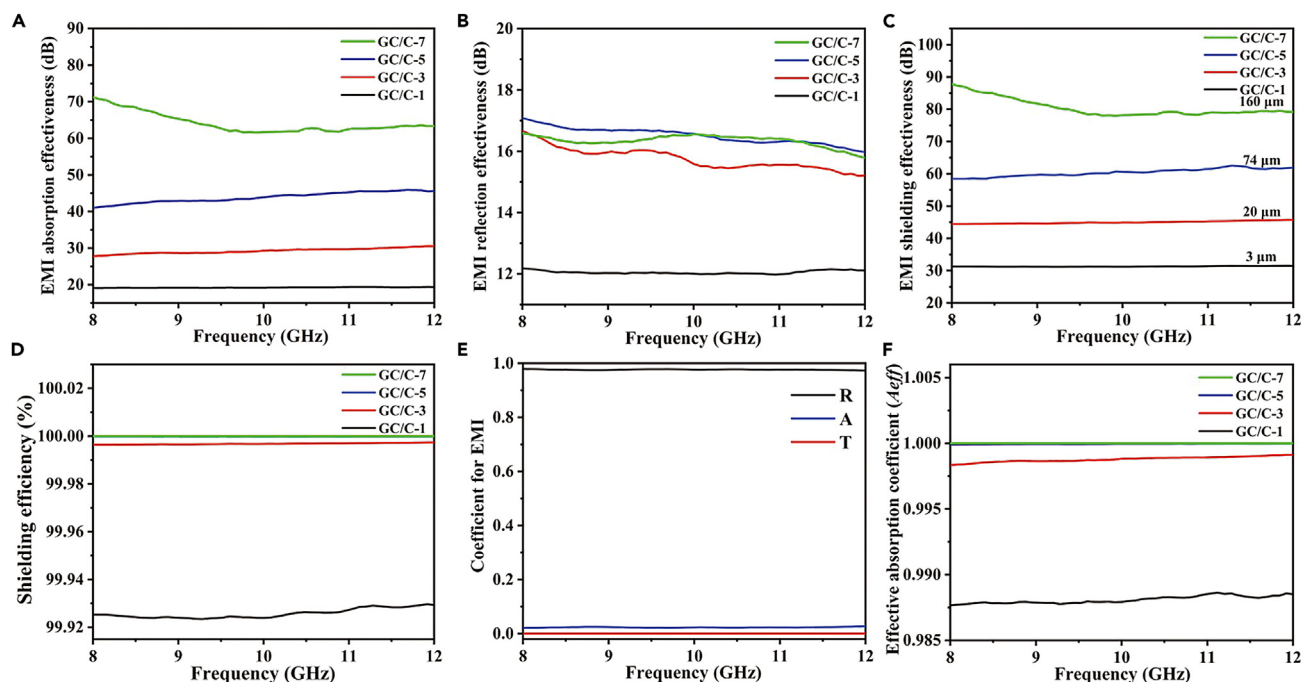 A
EMI absorption effectiveness (dB)
90
80
70
60
50
40
30
20
8
9
10
11
12
Frequency (GHz)
GC/C-7
GC/C-5
GC/C-3
GC/C-1
B
EMI reflection effectiveness (dB)
20
18
16
14
12
8
9
10
11
12
Frequency (GHz)
GC/C-7
GC/C-5
GC/C-3
GC/C-1
C
EMI shielding effectiveness (dB)
100
90
80
70
60
50
40
30
20
8
9
10
11
12
Frequency (GHz)
GC/C-7
GC/C-5
GC/C-3
GC/C-1
160 μm
74 μm
20 μm
3 μm
D
Shielding efficiency (%)
100.02
100.00
99.98
99.96
99.94
99.92
8
9
10
11
12
Frequency (GHz)
GC/C-7
GC/C-5
GC/C-3
GC/C-1
E
Coefficient for EMI
1.0
0.8
0.6
0.4
0.2
0.0
8
9
10
11
12
Frequency (GHz)
R
A
T
F
Effective absorption coefficient (Aeff)
1.005
1.000
0.995
0.990
0.985
8
9
10
11
12
Frequency (GHz)
GC/C-7
GC/C-5
GC/C-3
GC/C-1